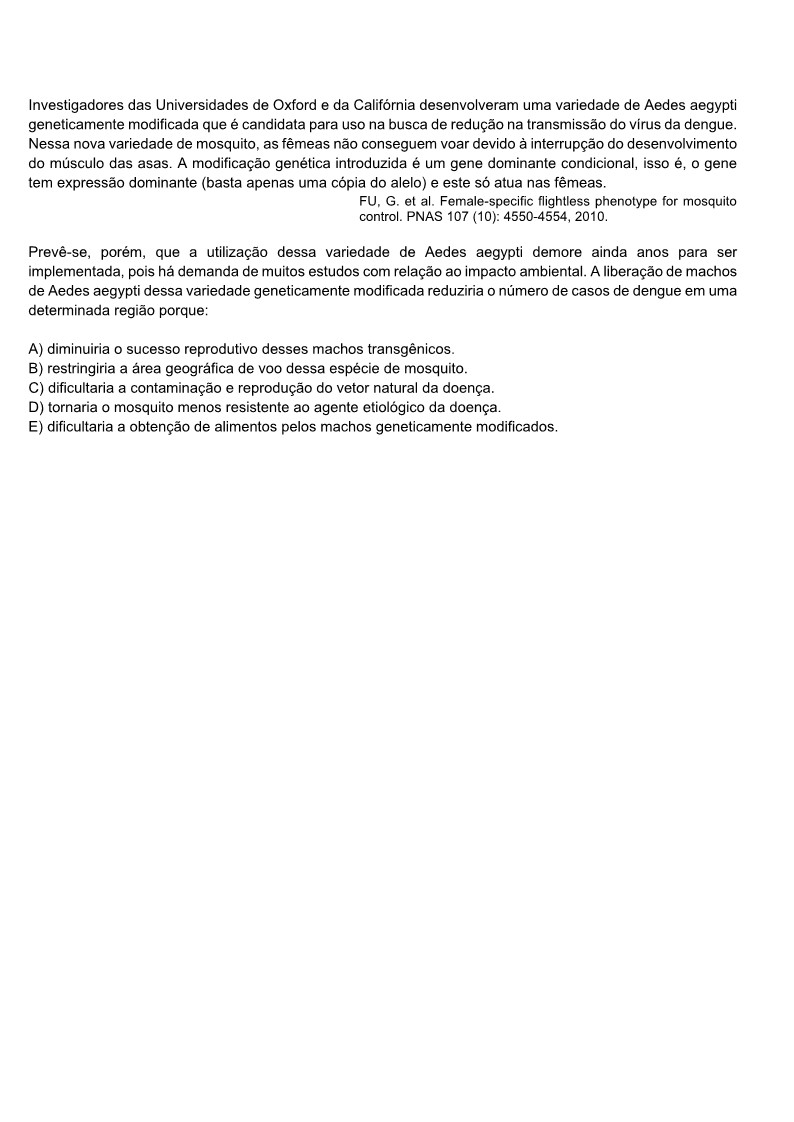 Investigadores das Universidades de Oxford e da Califórnia desenvolveram uma variedade de Aedes aegypti
geneticamente modificada que é candidata para uso na busca de redução na transmissão do vírus da dengue.
Nessa nova variedade de mosquito, as fêmeas não conseguem voar devido à interrupção do desenvolvimento
do músculo das asas. A modificação genética introduzida é um gene dominante condicional, isso é, o gene
tem expressão dominante (basta apenas uma cópia do alelo) e este só atua nas fêmeas.
FU, G. et al. Female-specific flightless phenotype for mosquito
control. PNAS 107 (10): 4550-4554, 2010.
Prevê-se, porém, que a utilização dessa variedade de Aedes aegypti demore ainda anos para ser
implementada, pois há demanda de muitos estudos com relação ao impacto ambiental. A liberação de machos
de Aedes aegypti dessa variedade geneticamente modificada reduziria o número de casos de dengue em uma
determinada região porque:
A) diminuiria o sucesso reprodutivo desses machos transgênicos.
B) restringiria a área geográfica de voo dessa espécie de mosquito.
C) dificultaria a contaminação e reprodução do vetor natural da doença.
D) tornaria o mosquito menos resistente ao agente etiológico da doença.
E) dificultaria a obtenção de alimentos pelos machos geneticamente modificados.